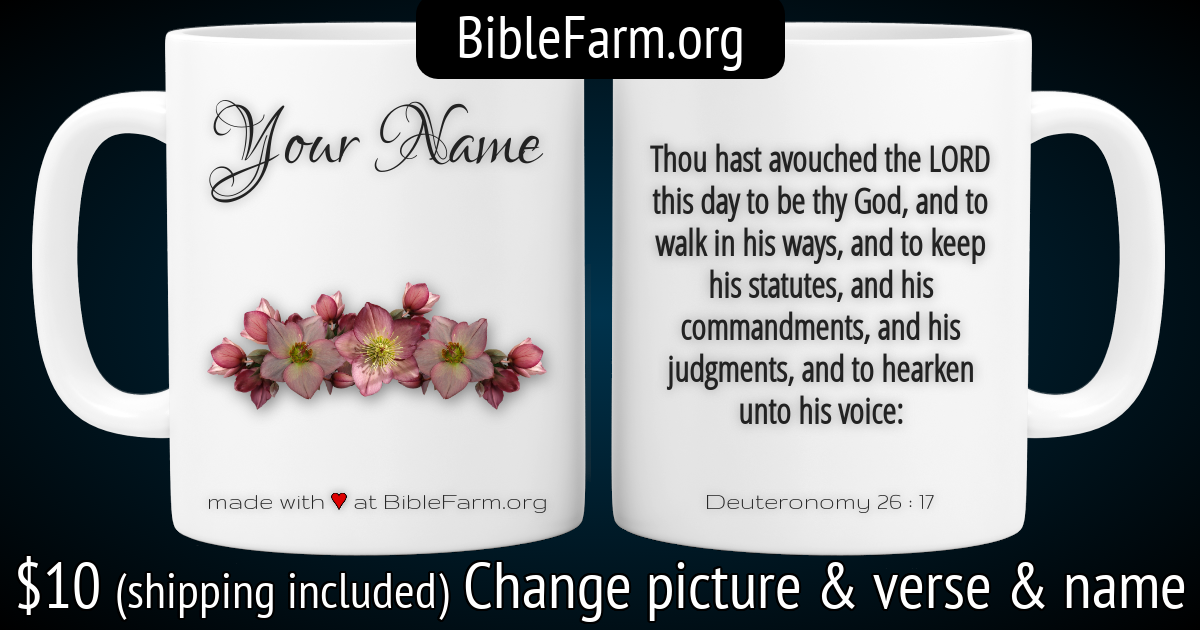 BibleFarm.org
Your Name
made with ♥ at BibleFarm.org
Thou hast avouched the LORD
this day to be thy God, and to
walk in his ways, and to keep
his statutes, and his
commandments, and his
judgments, and to hearken
unto his voice:
Deuteronomy 26 : 17
$10 (shipping included) Change picture & verse & name